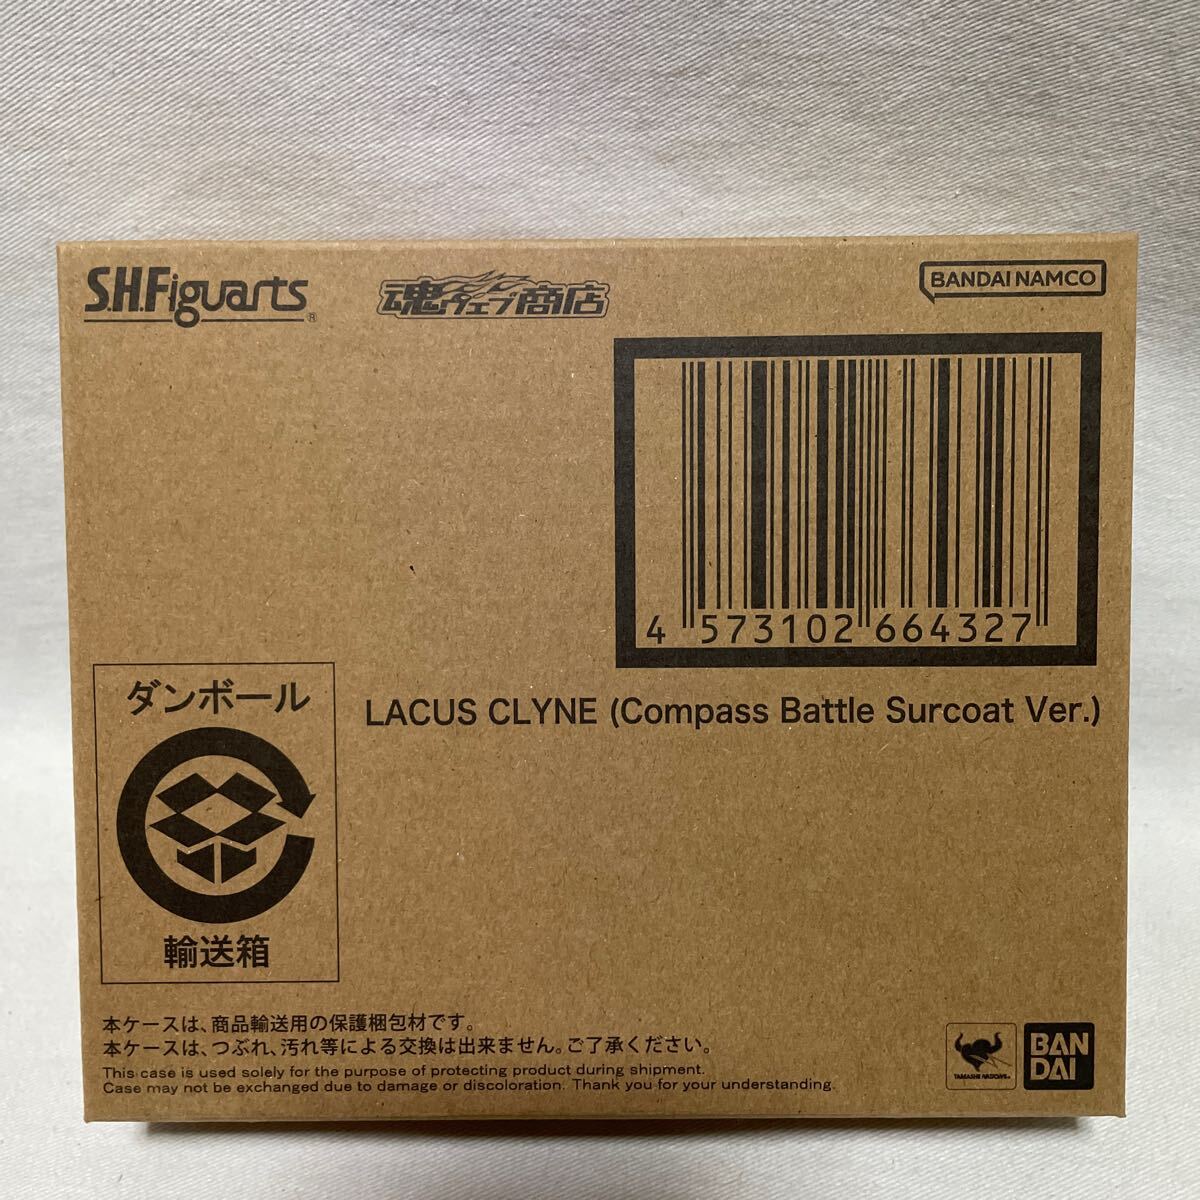 S.H.Figuarts®
魂ウェブ商店
BANDAI NAMCO
4 573102 664327
LACUS CLYNE (Compass Battle Surcoat Ver.)
ダンボール
輸送箱
本ケースは、商品輸送用の保護梱包材です。
本ケースは、つぶれ、汚れ等による交換は出来ません。ご了承ください。
This case is used solely for the purpose of protecting product during shipment.
Case may not be exchanged due to damage or discoloration. Thank you for your understanding.
TAMASHII NATIONS
BAN
DAI